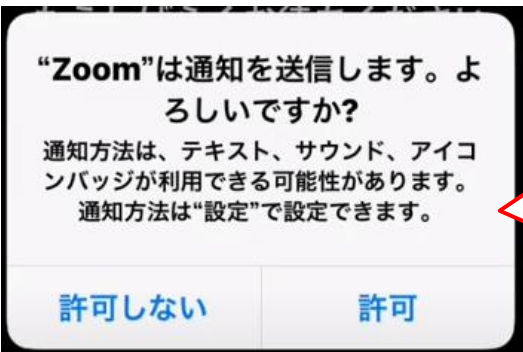 “Zoom”は通知を送信します。よ
ろしいですか?
通知方法は、テキスト、サウンド、アイコ
ンバッジが利用できる可能性があります。
通知方法は“設定”で設定できます。
許可しない
許可